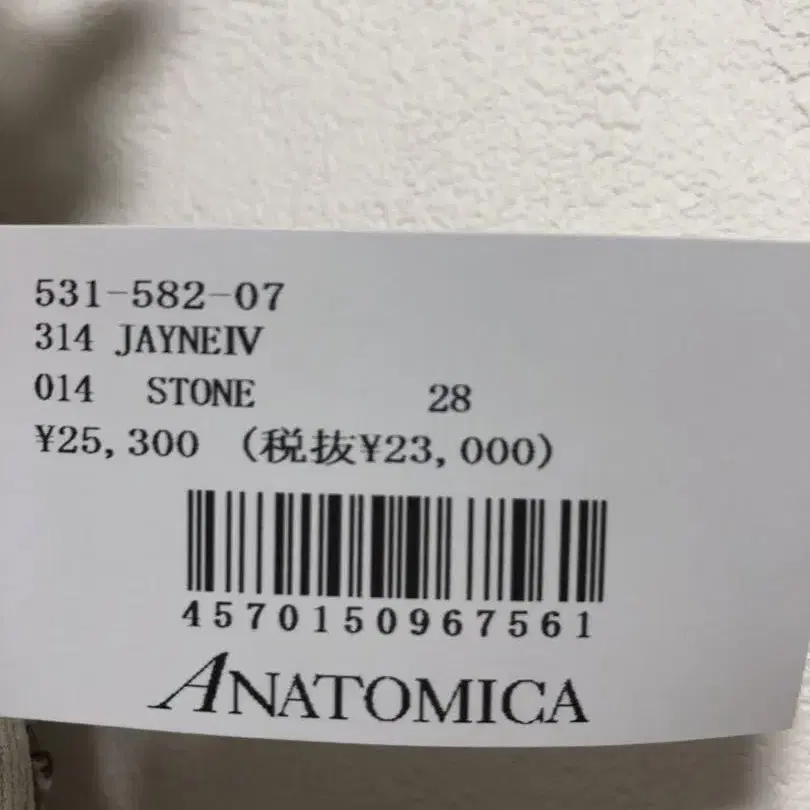 531-582-07
314 JAYNEIV
014 STONE 28
¥25,300 (税抜¥23,000)
4570150967561
ANATOMICA